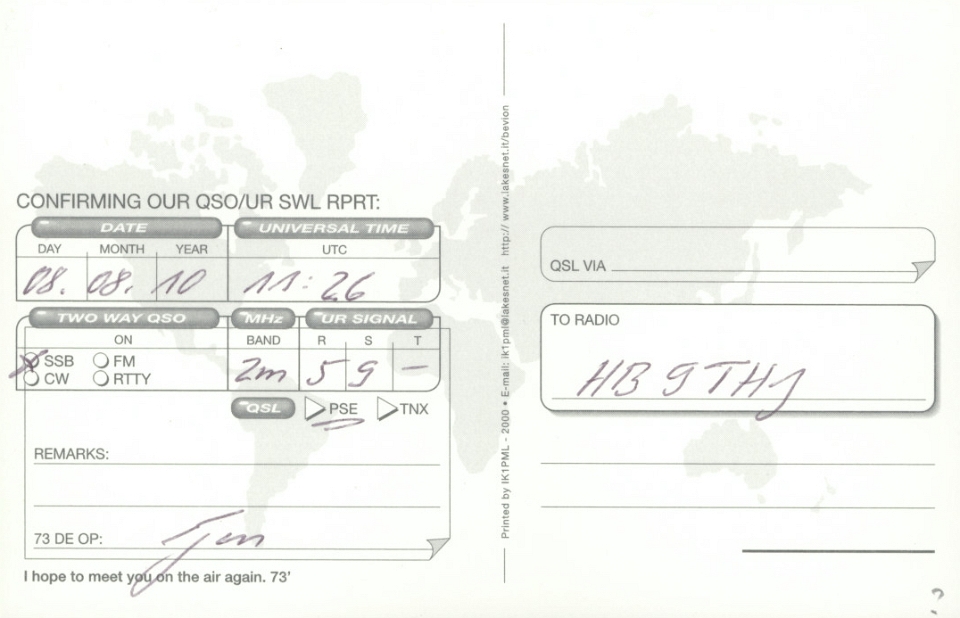 CONFIRMING OUR QSO/UR SWL RPRT:
DATE
UNIVERSAL TIME
DAY MONTH YEAR
UTC
08. 08. 10
11:26
TWO WAY QSO
MHz
UR SIGNAL
ON
BAND
R S T
SSB FM
CW RTTY
2m
5 9 -
QSL PSE TNX
REMARKS:
73 DE OP:
I hope to meet you on the air again. 73'
Printed by IK1PML - 2000 • E-mail: ik1pml@lakesnet.it http:// www.lakesnet.it/bevion
QSL VIA
TO RADIO
HB9THJ